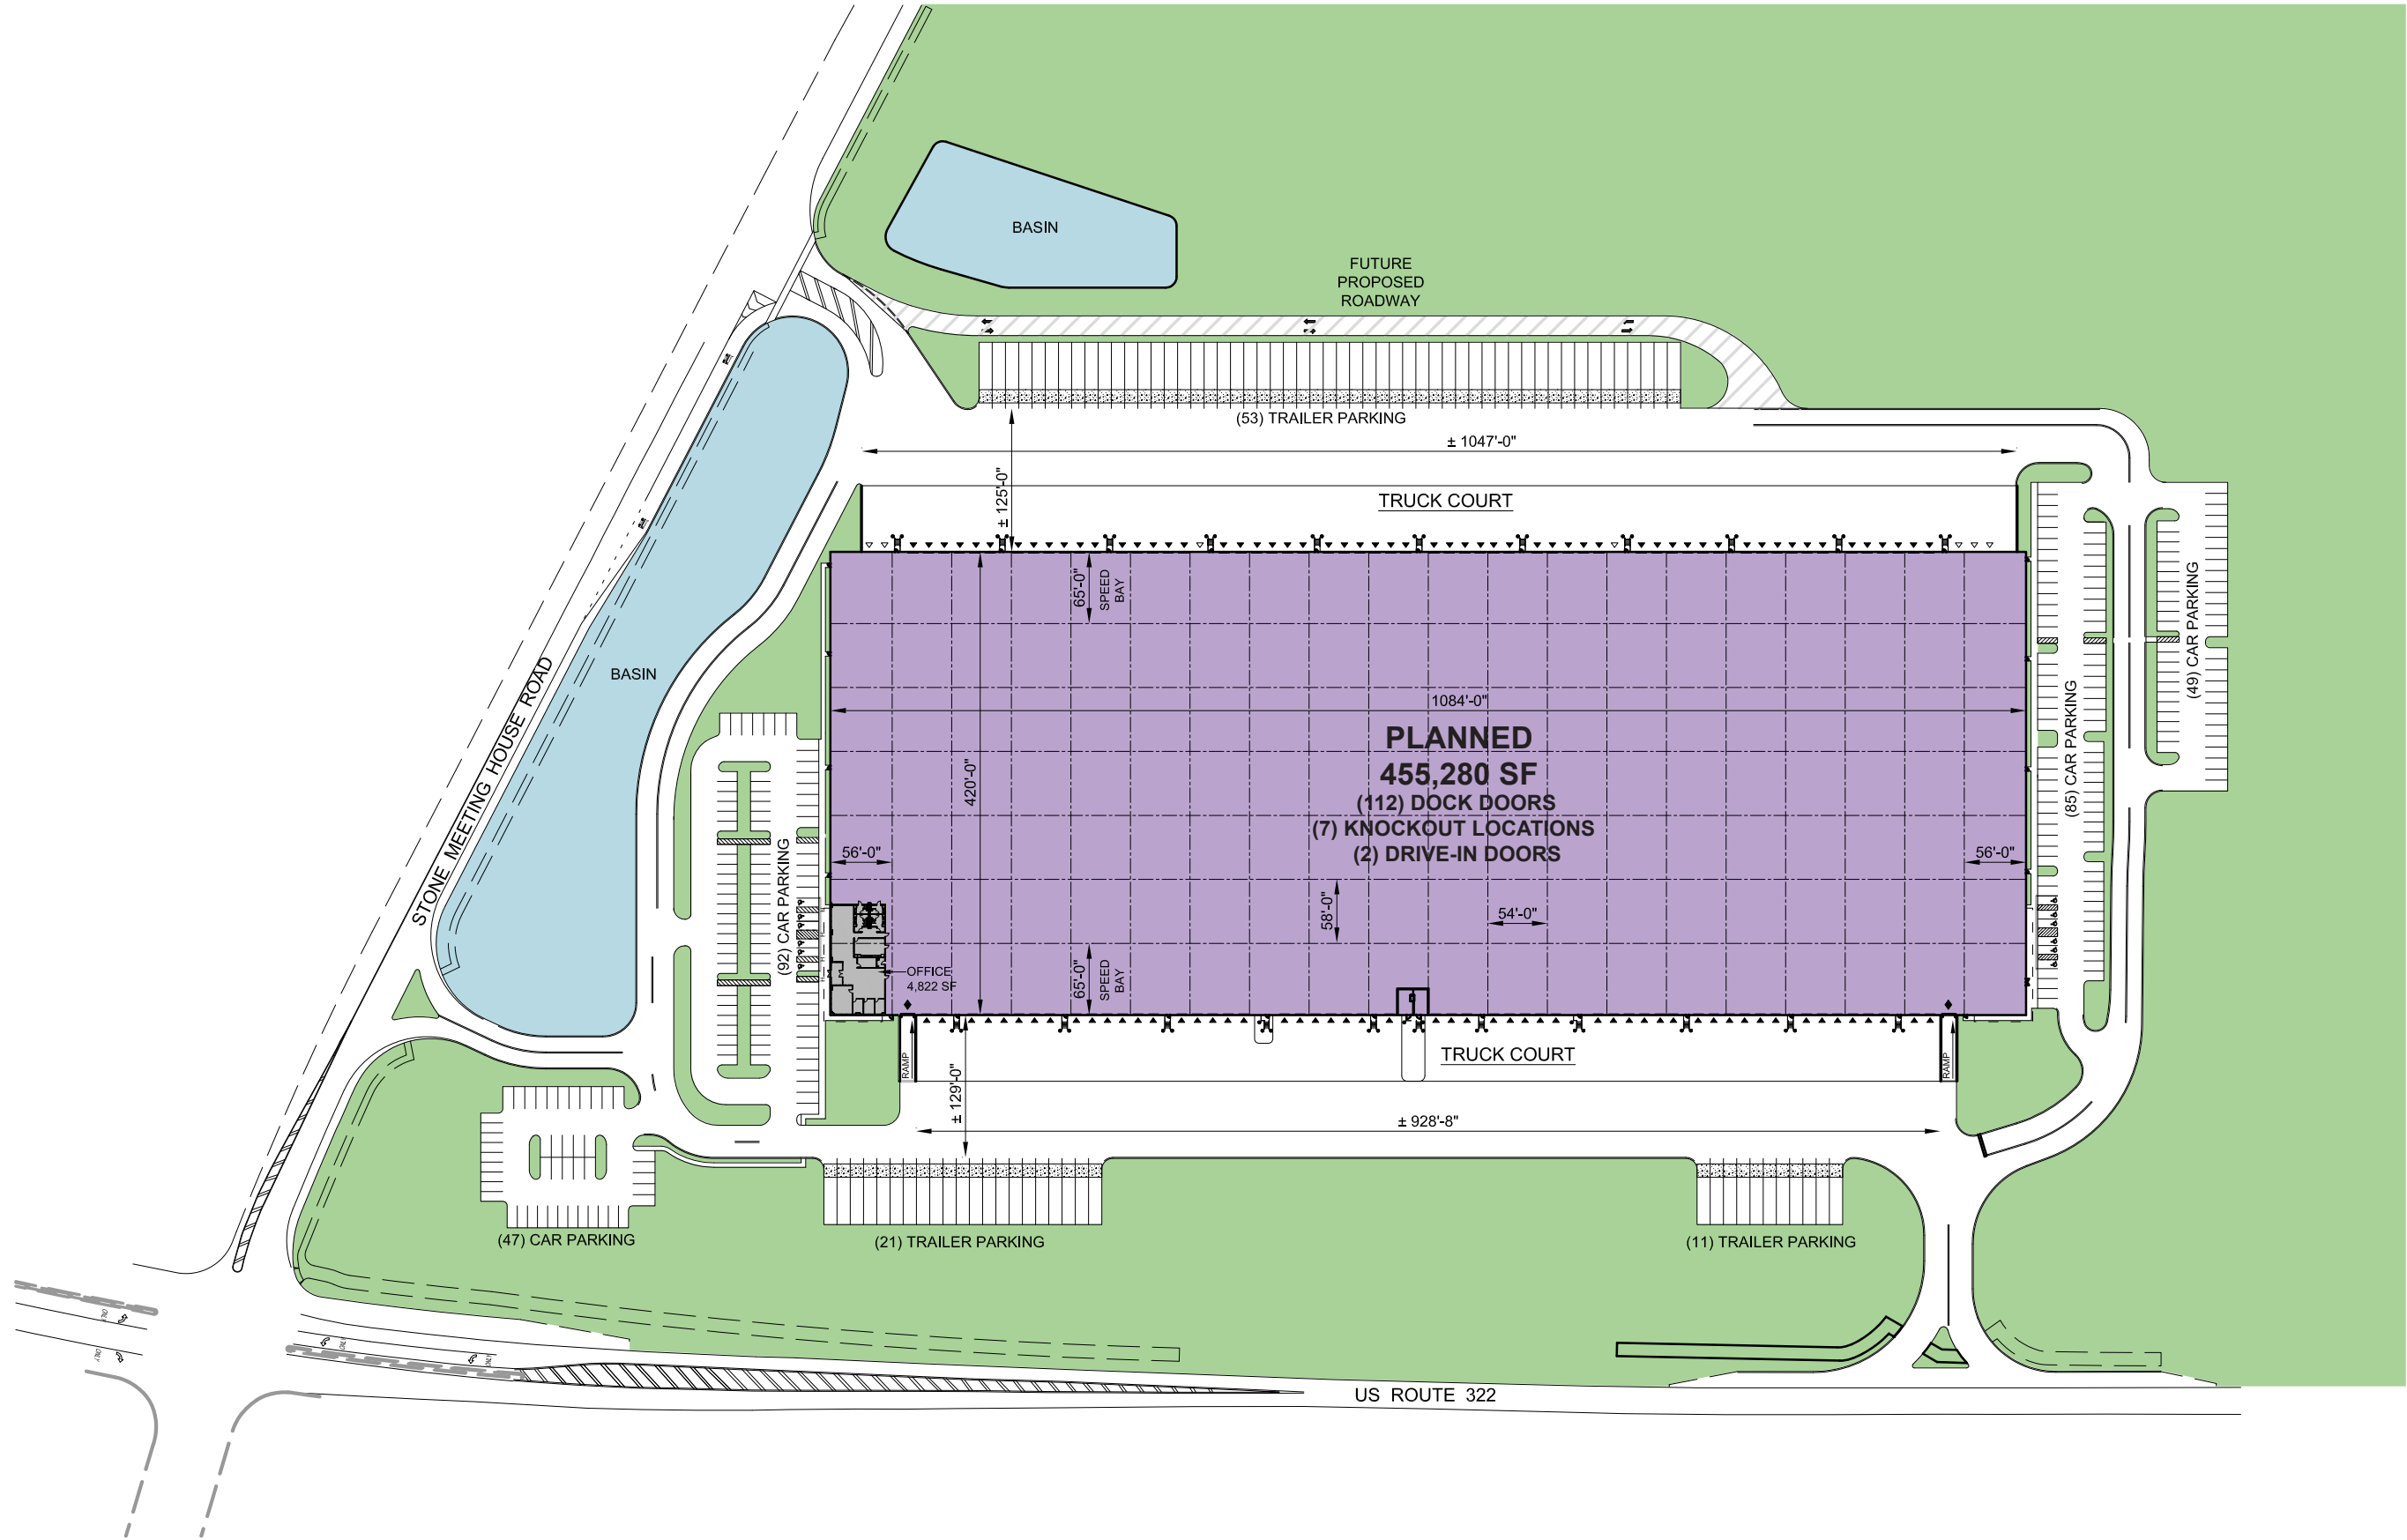 BASIN
FUTURE
PROPOSED
ROADWAY
(53) TRAILER PARKING
± 1047'-0"
± 125'-0"
TRUCK COURT
65'-0"
SPEED
BAY
(49) CAR PARKING
BASIN
STONE MEETING HOUSE ROAD
1084'-0"
PLANNED
455,280 SF
(112) DOCK DOORS
(7) KNOCKOUT LOCATIONS
(2) DRIVE-IN DOORS
420'-0"
(85) CAR PARKING
56'-0"
56'-0"
(92) CAR PARKING
58'-0"
54'-0"
OFFICE
4,822 SF
65'-0"
SPEED
BAY
RAMP
TRUCK COURT
RAMP
± 129'-0"
± 928'-8"
(47) CAR PARKING
(21) TRAILER PARKING
(11) TRAILER PARKING
ONLY
ONLY
ONLY
ONLY
US ROUTE 322